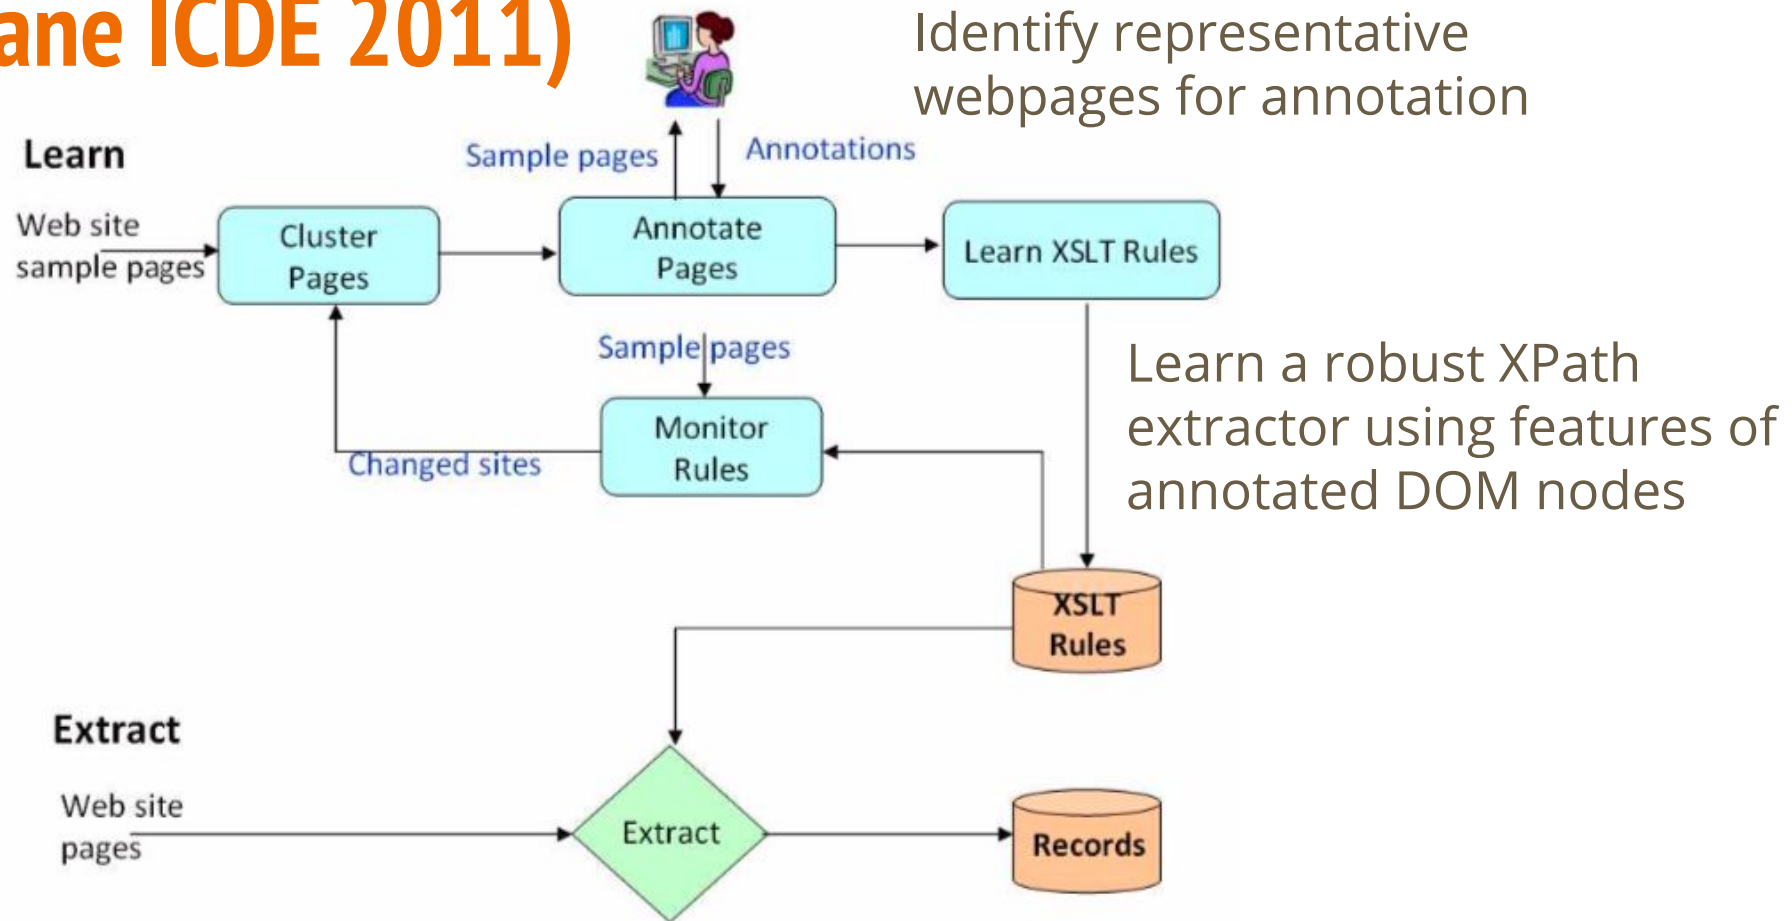 ane ICDE 2011)
Identify representative
webpages for annotation
Learn
Sample pages
Annotations
Web site
sample pages
Cluster
Pages
Annotate
Pages
Learn XSLT Rules
Sample pages
Learn a robust XPath
extractor using features of
annotated DOM nodes
Monitor
Rules
Changed sites
XSLT
Rules
Extract
Web site
pages
Extract
Records